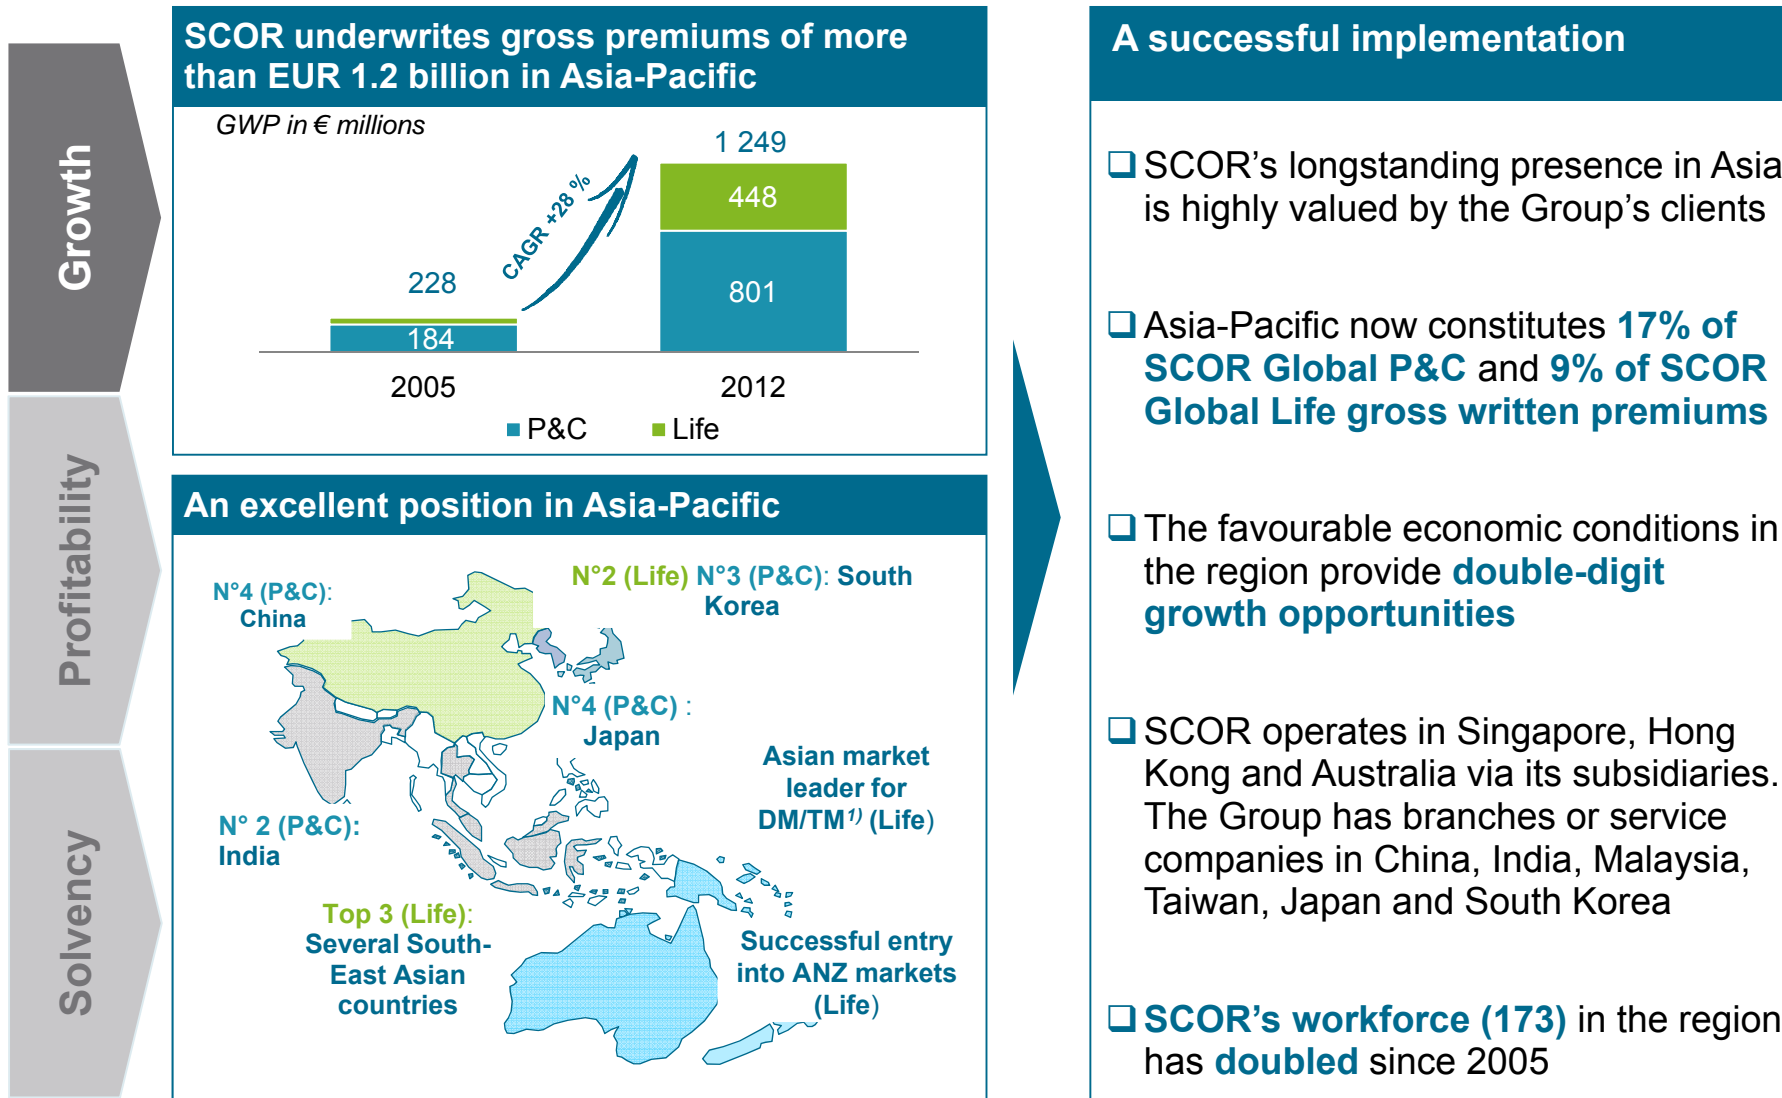 Growth
Profitability
Solvency
SCOR underwrites gross premiums of more
than EUR 1.2 billion in Asia-Pacific
GWP in € millions
228
184
CAGR +28 %
1 249
448
801
2005
2012
P&C
Life
An excellent position in Asia-Pacific
N°4 (P&C):
China
N°2 (Life) N°3 (P&C): South
Korea
N°4 (P&C) :
Japan
Asian market
leader for
DM/TM1) (Life)
N° 2 (P&C):
India
Top 3 (Life):
Several South-
East Asian
countries
Successful entry
into ANZ markets
(Life)
A successful implementation
❑ SCOR’s longstanding presence in Asia
is highly valued by the Group’s clients
❑ Asia-Pacific now constitutes 17% of
SCOR Global P&C and 9% of SCOR
Global Life gross written premiums
❑ The favourable economic conditions in
the region provide double-digit
growth opportunities
❑ SCOR operates in Singapore, Hong
Kong and Australia via its subsidiaries.
The Group has branches or service
companies in China, India, Malaysia,
Taiwan, Japan and South Korea
❑ SCOR’s workforce (173) in the region
has doubled since 2005